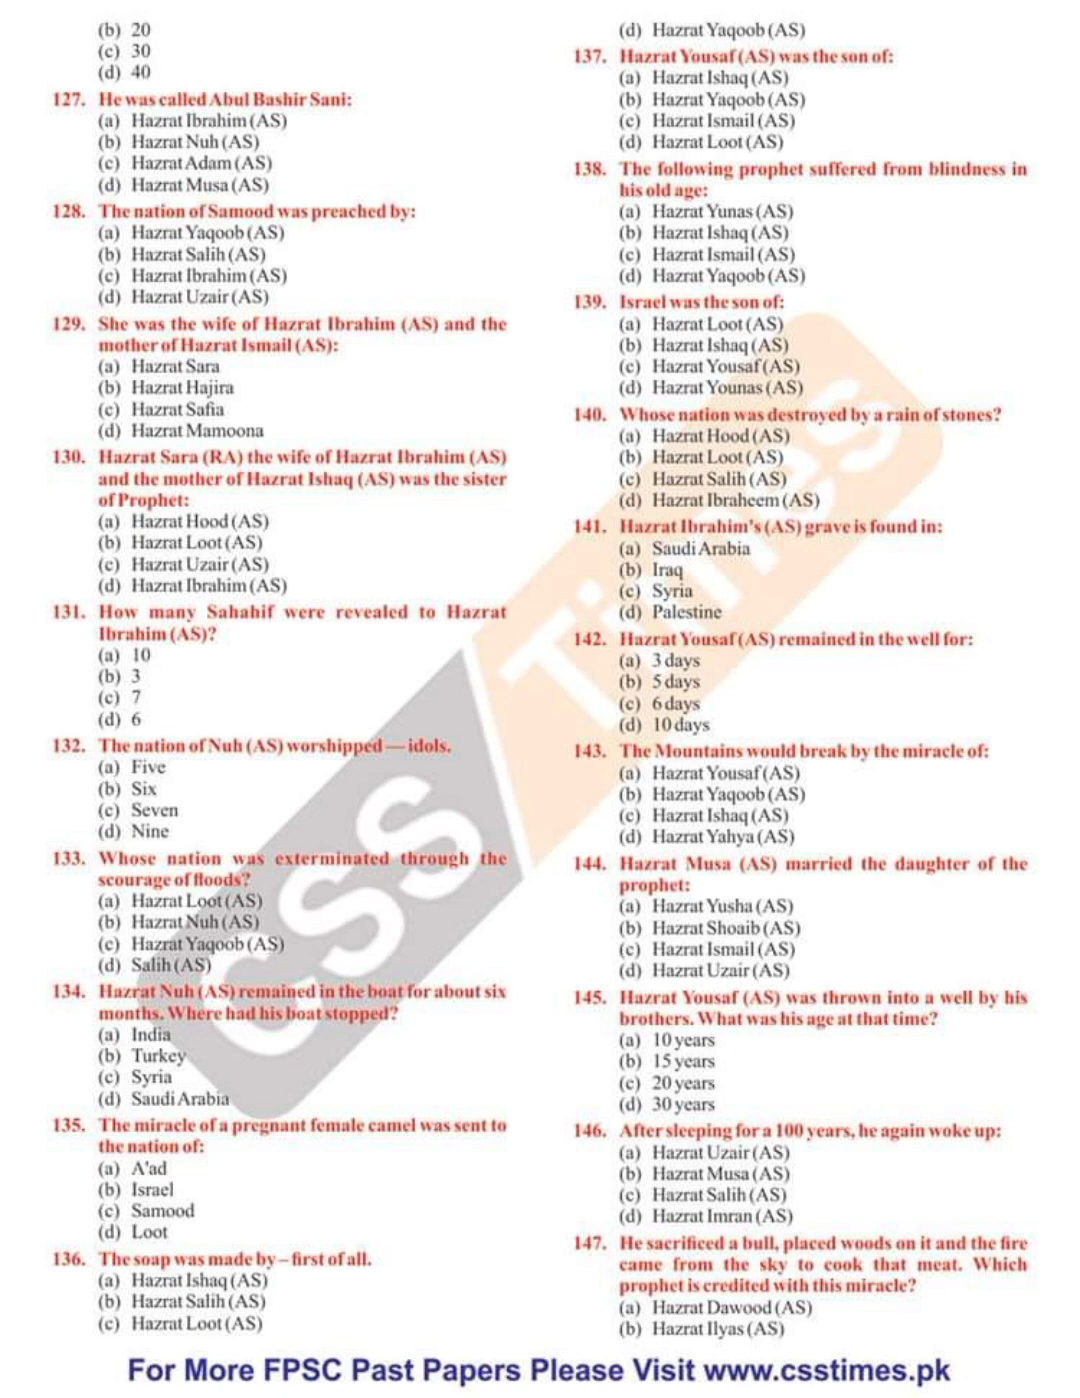 (b) 20
(c) 30
(d) 40
127. He was called Abul Bashir Sani:
(a) Hazrat Ibrahim (AS)
(b) Hazrat Nuh (AS)
(c) Hazrat Adam (AS)
(d) Hazrat Musa (AS)
128. The nation of Samood was preached by:
(a) Hazrat Yaqoob (AS)
(b) Hazrat Salih (AS)
(c) Hazrat Ibrahim (AS)
(d) Hazrat Uzair (AS)
129. She was the wife of Hazrat Ibrahim (AS) and the
mother of Hazrat Ismail (AS):
(a) Hazrat Sara
(b) Hazrat Hajira
(c) Hazrat Safia
(d) Hazrat Mamoona
130. Hazrat Sara (RA) the wife of Hazrat Ibrahim (AS)
and the mother of Hazrat Ishaq (AS) was the sister
of Prophet:
(a) Hazrat Hood (AS)
(b) Hazrat Loot (AS)
(c) Hazrat Uzair (AS)
(d) Hazrat Ibrahim (AS)
131. How many Sahahif were revealed to Hazrat
Ibrahim (AS)?
(a) 10
(b) 3
(c) 7
(d) 6
132. The nation of Nuh (AS) worshipped — idols.
(a) Five
(b) Six
(c) Seven
(d) Nine
133. Whose nation was exterminated through the
scourage of floods?
(a) Hazrat Loot (AS)
(b) Hazrat Nuh (AS)
(c) Hazrat Yaqoob (AS)
(d) Salih (AS)
134. Hazrat Nuh (AS) remained in the boat for about six
months. Where had his boat stopped?
(a) India
(b) Turkey
(c) Syria
(d) Saudi Arabia
135. The miracle of a pregnant female camel was sent to
the nation of:
(a) A'ad
(b) Israel
(c) Samood
(d) Loot
136. The soap was made by – first of all.
(a) Hazrat Ishaq (AS)
(b) Hazrat Salih (AS)
(c) Hazrat Loot (AS)
(d) Hazrat Yaqoob (AS)
137. Hazrat Yousaf (AS) was the son of:
(a) Hazrat Ishaq (AS)
(b) Hazrat Yaqoob (AS)
(c) Hazrat Ismail (AS)
(d) Hazrat Loot (AS)
138. The following prophet suffered from blindness in
his old age:
(a) Hazrat Yunas (AS)
(b) Hazrat Ishaq (AS)
(c) Hazrat Ismail (AS)
(d) Hazrat Yaqoob (AS)
139. Israel was the son of:
(a) Hazrat Loot (AS)
(b) Hazrat Ishaq (AS)
(c) Hazrat Yousaf (AS)
(d) Hazrat Younas (AS)
140. Whose nation was destroyed by a rain of stones?
(a) Hazrat Hood (AS)
(b) Hazrat Loot (AS)
(c) Hazrat Salih (AS)
(d) Hazrat Ibraheem (AS)
141. Hazrat Ibrahim's (AS) grave is found in:
(a) Saudi Arabia
(b) Iraq
(c) Syria
(d) Palestine
142. Hazrat Yousaf (AS) remained in the well for:
(a) 3 days
(b) 5 days
(c) 6 days
(d) 10 days
143. The Mountains would break by the miracle of:
(a) Hazrat Yousaf (AS)
(b) Hazrat Yaqoob (AS)
(c) Hazrat Ishaq (AS)
(d) Hazrat Yahya (AS)
144. Hazrat Musa (AS) married the daughter of the
prophet:
(a) Hazrat Yusha (AS)
(b) Hazrat Shoaib (AS)
(c) Hazrat Ismail (AS)
(d) Hazrat Uzair (AS)
145. Hazrat Yousaf (AS) was thrown into a well by his
brothers. What was his age at that time?
(a) 10 years
(b) 15 years
(c) 20 years
(d) 30 years
146. After sleeping for a 100 years, he again woke up:
(a) Hazrat Uzair (AS)
(b) Hazrat Musa (AS)
(c) Hazrat Salih (AS)
(d) Hazrat Imran (AS)
147. He sacrificed a bull, placed woods on it and the fire
came from the sky to cook that meat. Which
prophet is credited with this miracle?
(a) Hazrat Dawood (AS)
(b) Hazrat Ilyas (AS)
CSS Times
For More FPSC Past Papers Please Visit www.csstimes.pk